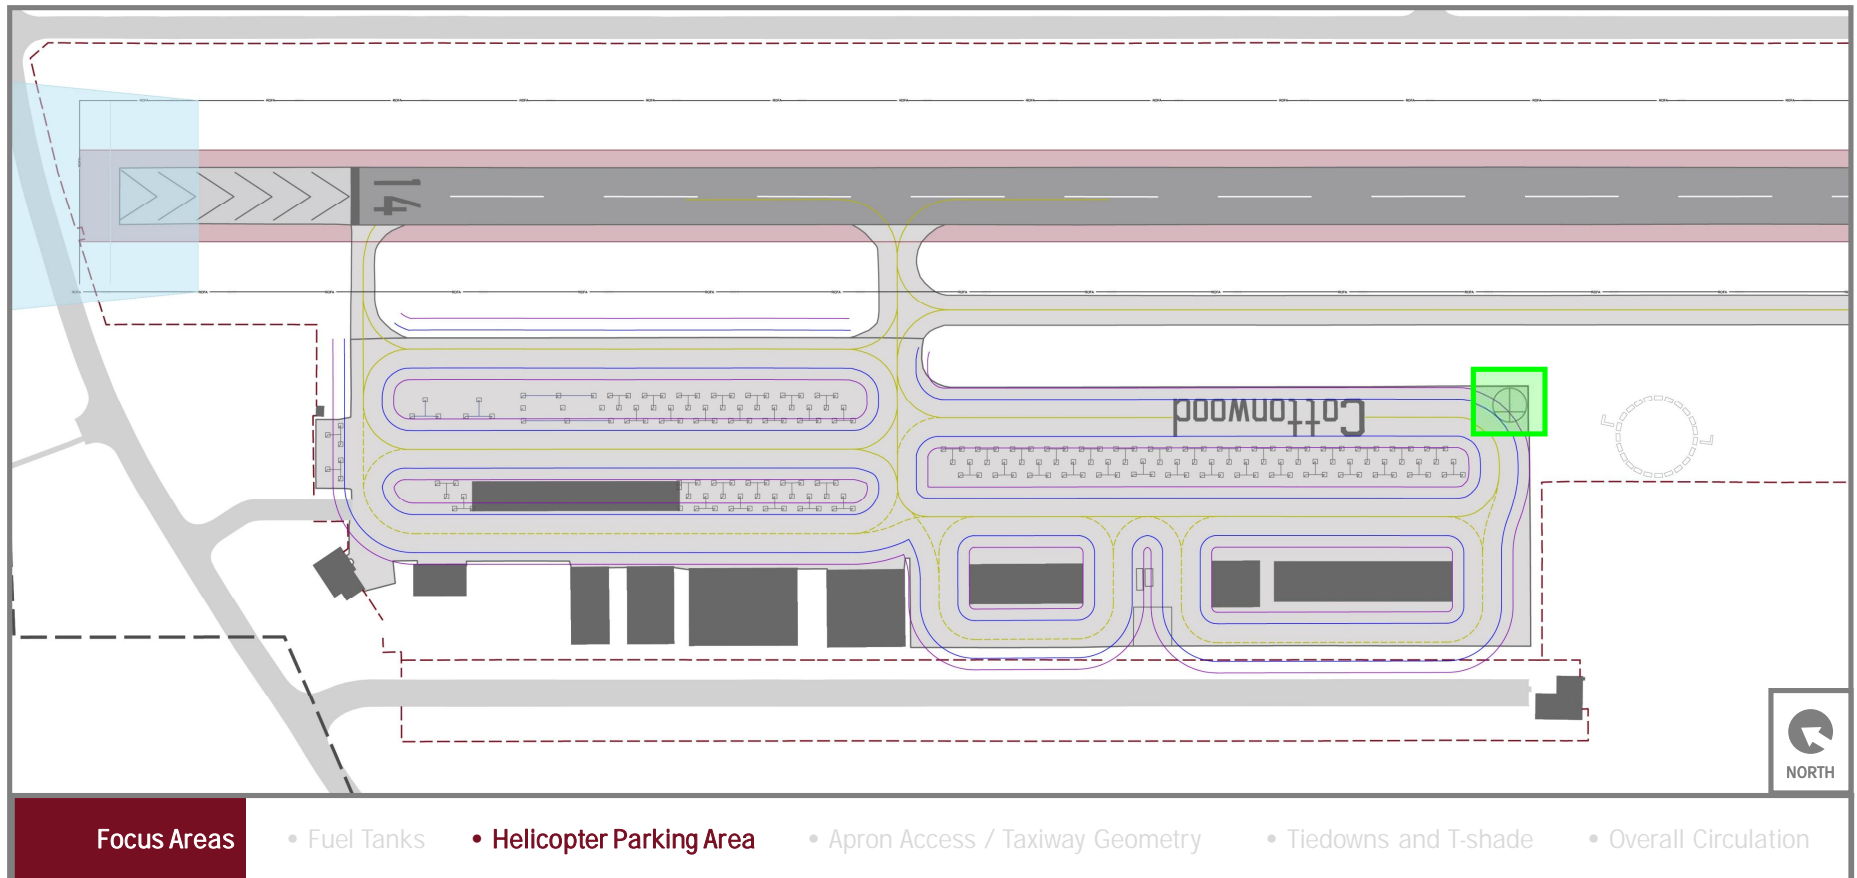 14
Cottonwood
NORTH
Focus Areas
• Fuel Tanks
• Helicopter Parking Area
• Apron Access / Taxiway Geometry
• Tiedowns and T-shade
• Overall Circulation